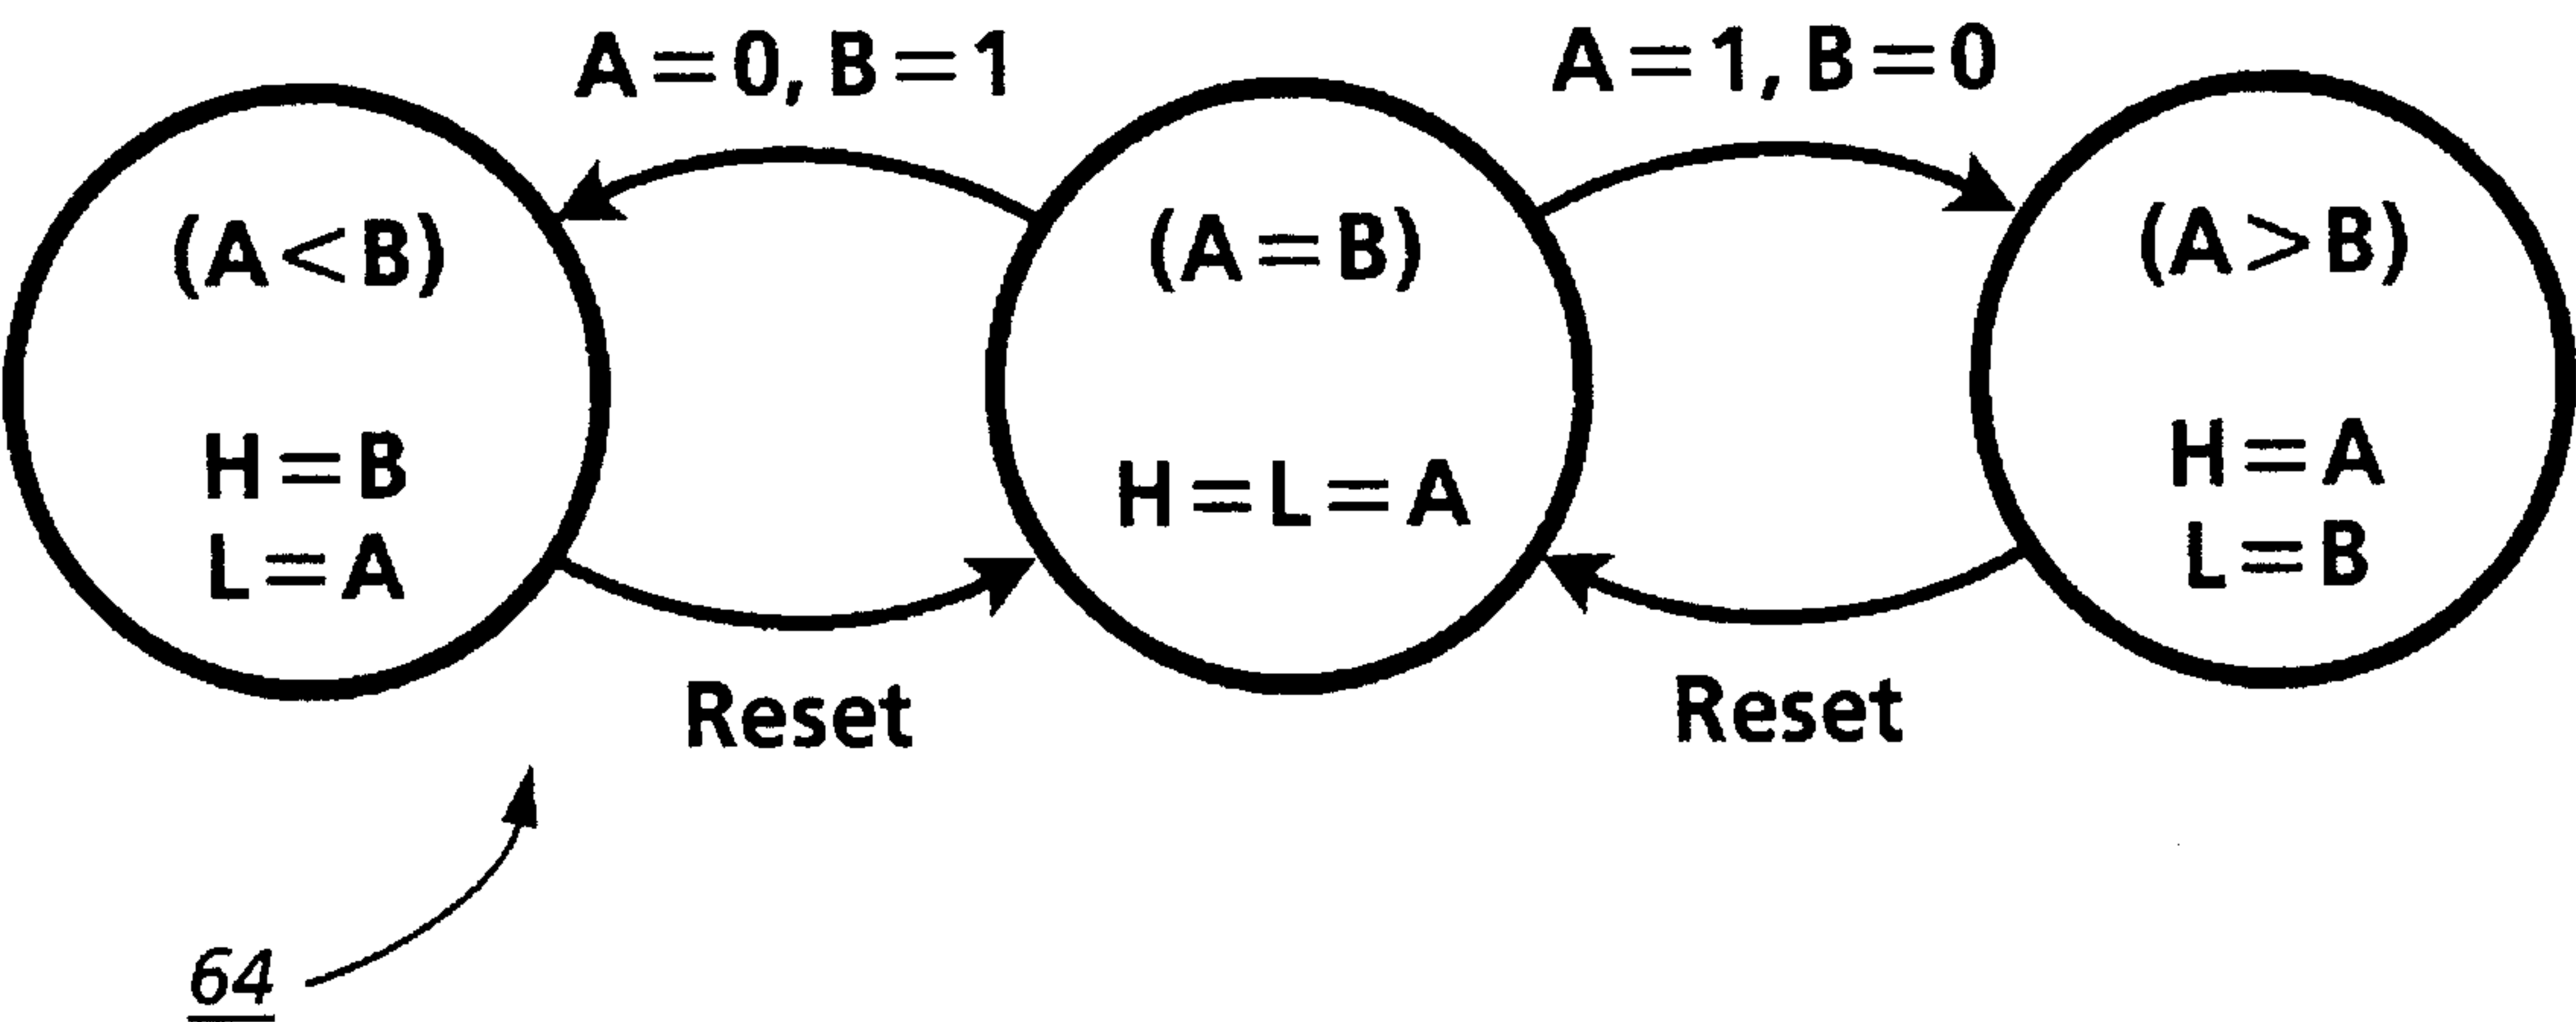 A=0, B=1
A=1, B=0
(A<B)
H=B
L=A
(A=B)
H=L=A
(A>B)
H=A
L=B
Reset
Reset
64